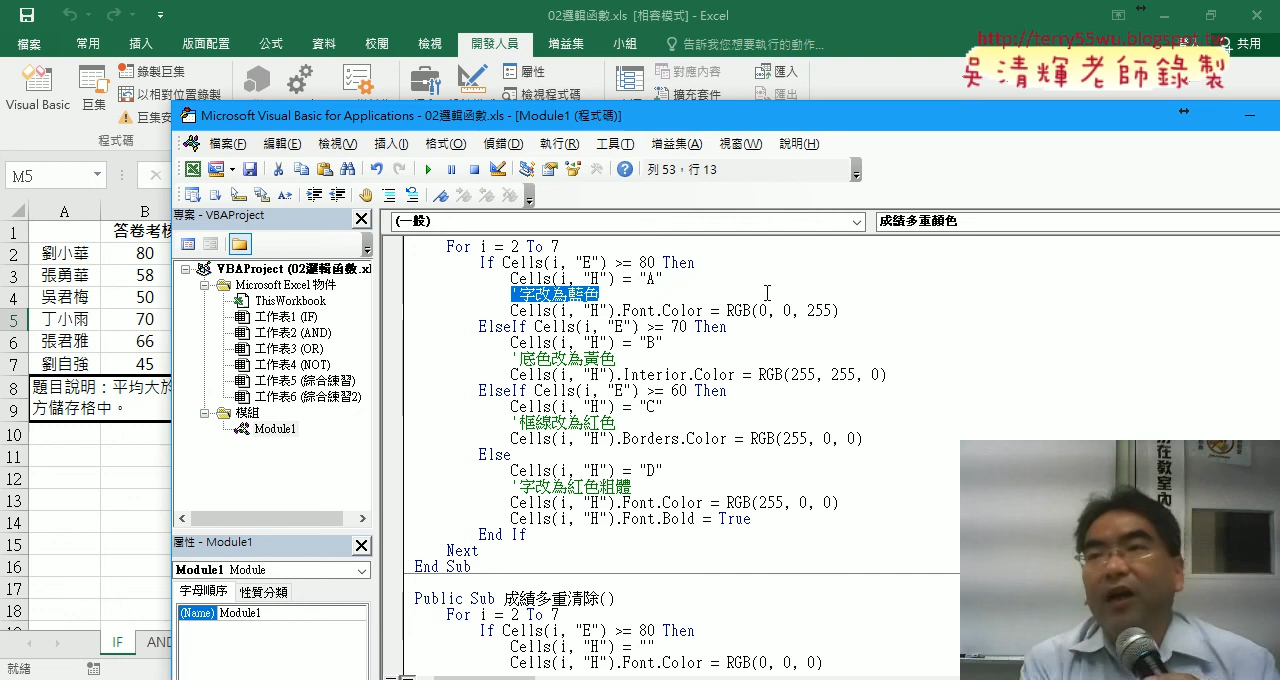 02邏輯函數.xls [相容模式] - Excel
檔案 常用 插入 版面配置 公式 資料 校閱 檢視 開發人員 增益集 小組 告訴我您想要執行的動作... 共用
http://terry55wu.blogspot.tw
吳清輝老師錄製
Visual Basic 巨集 錄製巨集
以相對位置錄製
巨集安
程式碼
屬性
檢視程式碼
對應內容
擴充套件
匯入
匯出
Microsoft Visual Basic for Applications - 02邏輯函數.xls - [Module1 (程式碼)]
檔案(F) 編輯(E) 檢視(V) 插入(I) 格式(O) 偵錯(D) 執行(R) 工具(T) 增益集(A) 視窗(W) 說明(H)
列 53，行 13
M5
A B
1 答卷考核
2 劉小華 80
3 張勇華 58
4 吳君梅 50
5 丁小雨 70
6 張君雅 66
7 劉自強 45
8 題目說明：平均大於
9 方儲存格中。
10
11
12
13
14
15
16
17
18
IF AND
就緒
專案 - VBAProject
VBAProject (02邏輯函數.xl
Microsoft Excel 物件
ThisWorkbook
工作表1 (IF)
工作表2 (AND)
工作表3 (OR)
工作表4 (NOT)
工作表5 (綜合練習)
工作表6 (綜合練習2)
模組
Module1
屬性 - Module1
Module1 Module
字母順序 性質分類
(Name) Module1
(一般) 成績多重顏色
For i = 2 To 7
If Cells(i, "E") >= 80 Then
Cells(i, "H") = "A"
'字改為藍色
Cells(i, "H").Font.Color = RGB(0, 0, 255)
ElseIf Cells(i, "E") >= 70 Then
Cells(i, "H") = "B"
'底色改為黃色
Cells(i, "H").Interior.Color = RGB(255, 255, 0)
ElseIf Cells(i, "E") >= 60 Then
Cells(i, "H") = "C"
'框線改為紅色
Cells(i, "H").Borders.Color = RGB(255, 0, 0)
Else
Cells(i, "H") = "D"
'字改為紅色粗體
Cells(i, "H").Font.Color = RGB(255, 0, 0)
Cells(i, "H").Font.Bold = True
End If
Next
End Sub
Public Sub 成績多重清除()
For i = 2 To 7
If Cells(i, "E") >= 80 Then
Cells(i, "H") = ""
Cells(i, "H").Font.Color = RGB(0, 0, 0)
在教室內